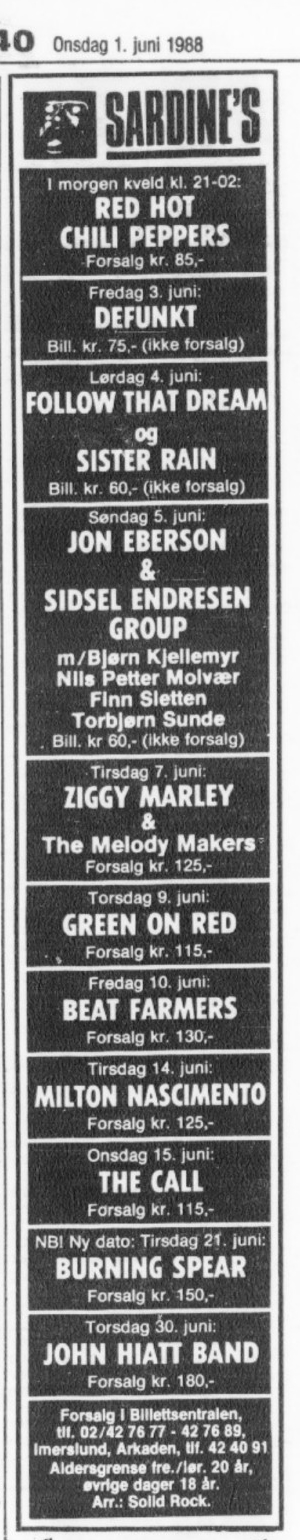 40 Onsdag 1. juni 1988
SARDINE'S
I morgen kveld kl. 21-02:
RED HOT
CHILI PEPPERS
Forsalg kr. 85,-
Fredag 3. juni:
DEFUNKT
Bill. kr. 75,- (ikke forsalg)
Lørdag 4. juni:
FOLLOW THAT DREAM
og
SISTER RAIN
Bill. kr. 60,- (ikke forsalg)
Søndag 5. juni:
JON EBERSON
&
SIDSEL ENDRESEN
GROUP
m/Bjørn Kjellemyr
Nils Petter Molvær
Finn Sletten
Torbjørn Sunde
Bill. kr 60,- (ikke forsalg)
Tirsdag 7. juni:
ZIGGY MARLEY
&
The Melody Makers
Forsalg kr. 125,-
Torsdag 9. juni:
GREEN ON RED
Forsalg kr. 115,-
Fredag 10. juni:
BEAT FARMERS
Forsalg kr. 130,-
Tirsdag 14. juni:
MILTON NASCIMENTO
Forsalg kr. 125,-
Onsdag 15. juni:
THE CALL
Forsalg kr. 115,-
NB! Ny dato: Tirsdag 21. juni:
BURNING SPEAR
Forsalg kr. 150,-
Torsdag 30. juni:
JOHN HIATT BAND
Forsalg kr. 180,-
Forsalg i Billettsentralen,
tlf. 02/42 76 77 - 42 76 89,
Imerslund, Arkaden, tlf. 42 40 91
Aldersgrense fre./lør. 20 år,
øvrige dager 18 år.
Arr.: Solid Rock.